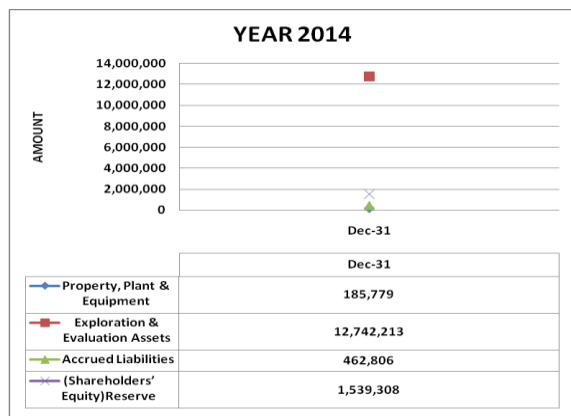 YEAR 2014
14,000,000
12,000,000
10,000,000
8,000,000
6,000,000
4,000,000
2,000,000
0
AMOUNT
Dec-31
Dec-31
Property, Plant &
Equipment
185,779
Exploration &
Evaluation Assets
12,742,213
Accrued Liabilities
462,806
(Shareholders'
Equity)Reserve
1,539,308